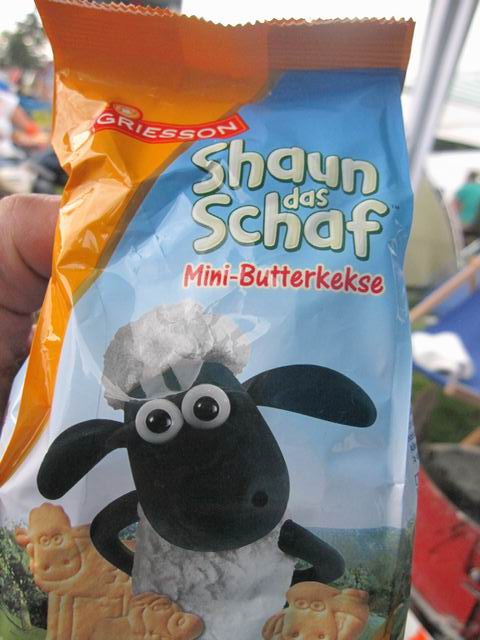 GRIESSON
Shaun
das
Schaf
Mini-Butterkekse